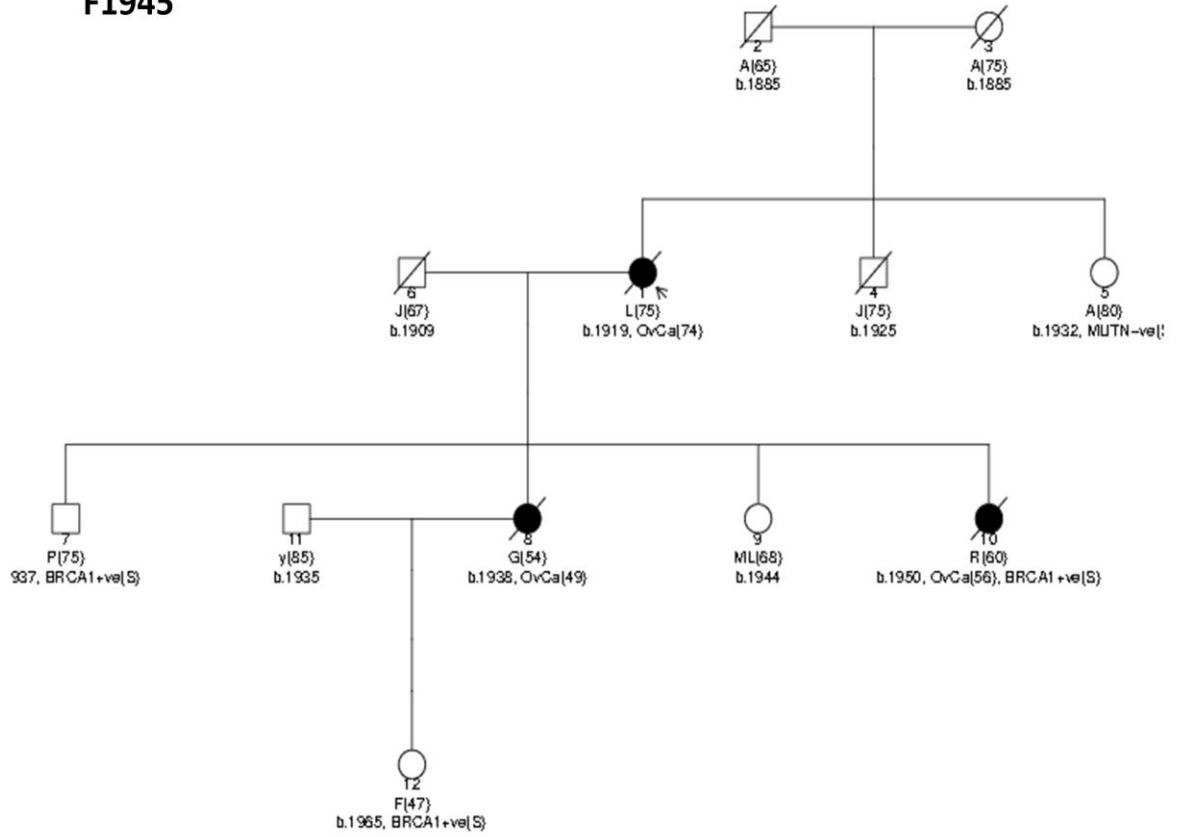 F1945
2
A(65)
b.1885
3
A(75)
b.1885
6
J(67)
b.1909
1
L(75)
b.1919, OvCa(74)
4
J(75)
b.1925
5
A(80)
b.1932, MUTN-ve(
7
P(75)
937, BRCA1+ve(S)
11
y(85)
b.1935
8
G(54)
b.1938, OvCa(49)
9
ML(68)
b.1944
10
R(60)
b.1950, OvCa(56), BRCA1+ve(S)
12
F(47)
b.1965, BRCA1+ve(S)